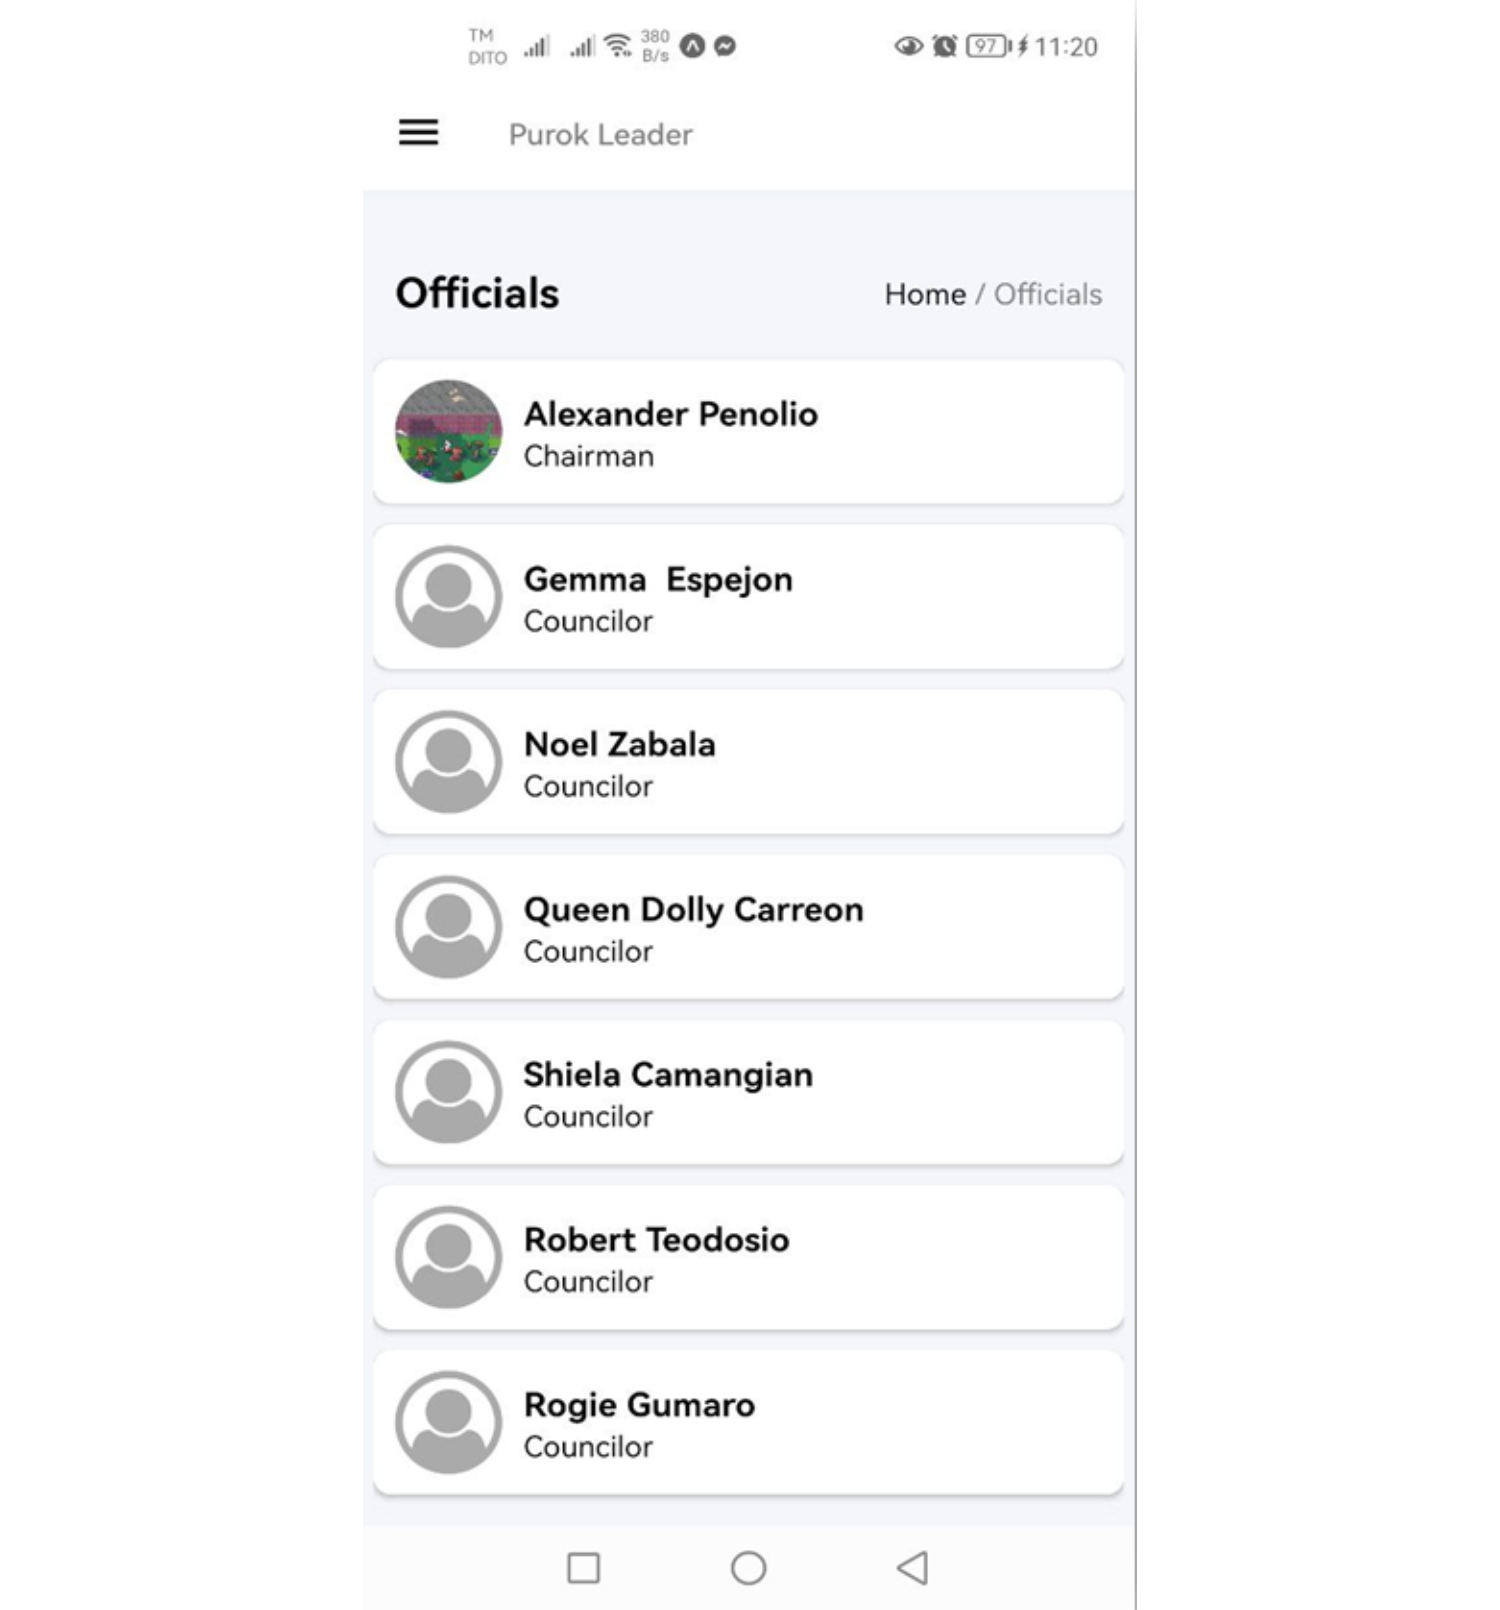 TM
DITO
380
B/s
97
11:20
Purok Leader
Officials
Home / Officials
Alexander Penolio
Chairman
Gemma  Espejon
Councilor
Noel Zabala
Councilor
Queen Dolly Carreon
Councilor
Shiela Camangian
Councilor
Robert Teodosio
Councilor
Rogie Gumaro
Councilor